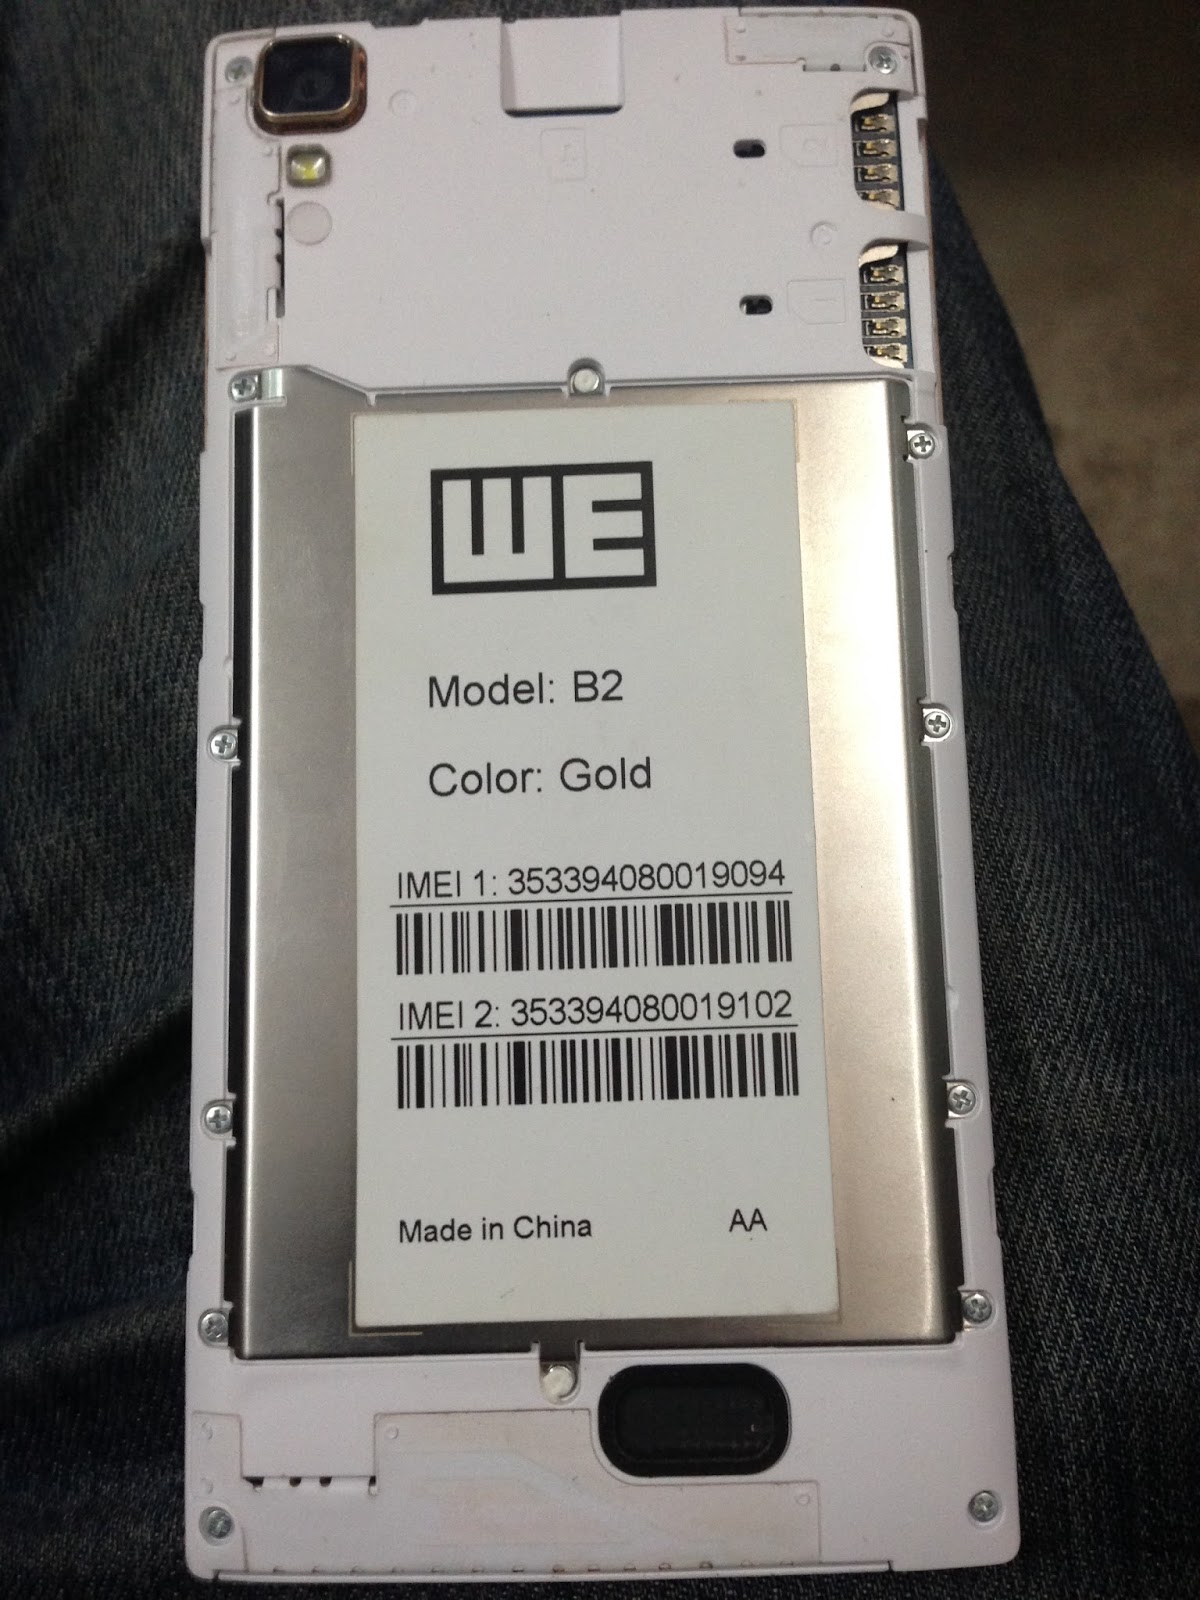 WE
Model: B2
Color: Gold
IMEI 1: 353394080019094
IMEI 2: 353394080019102
Made in China AA